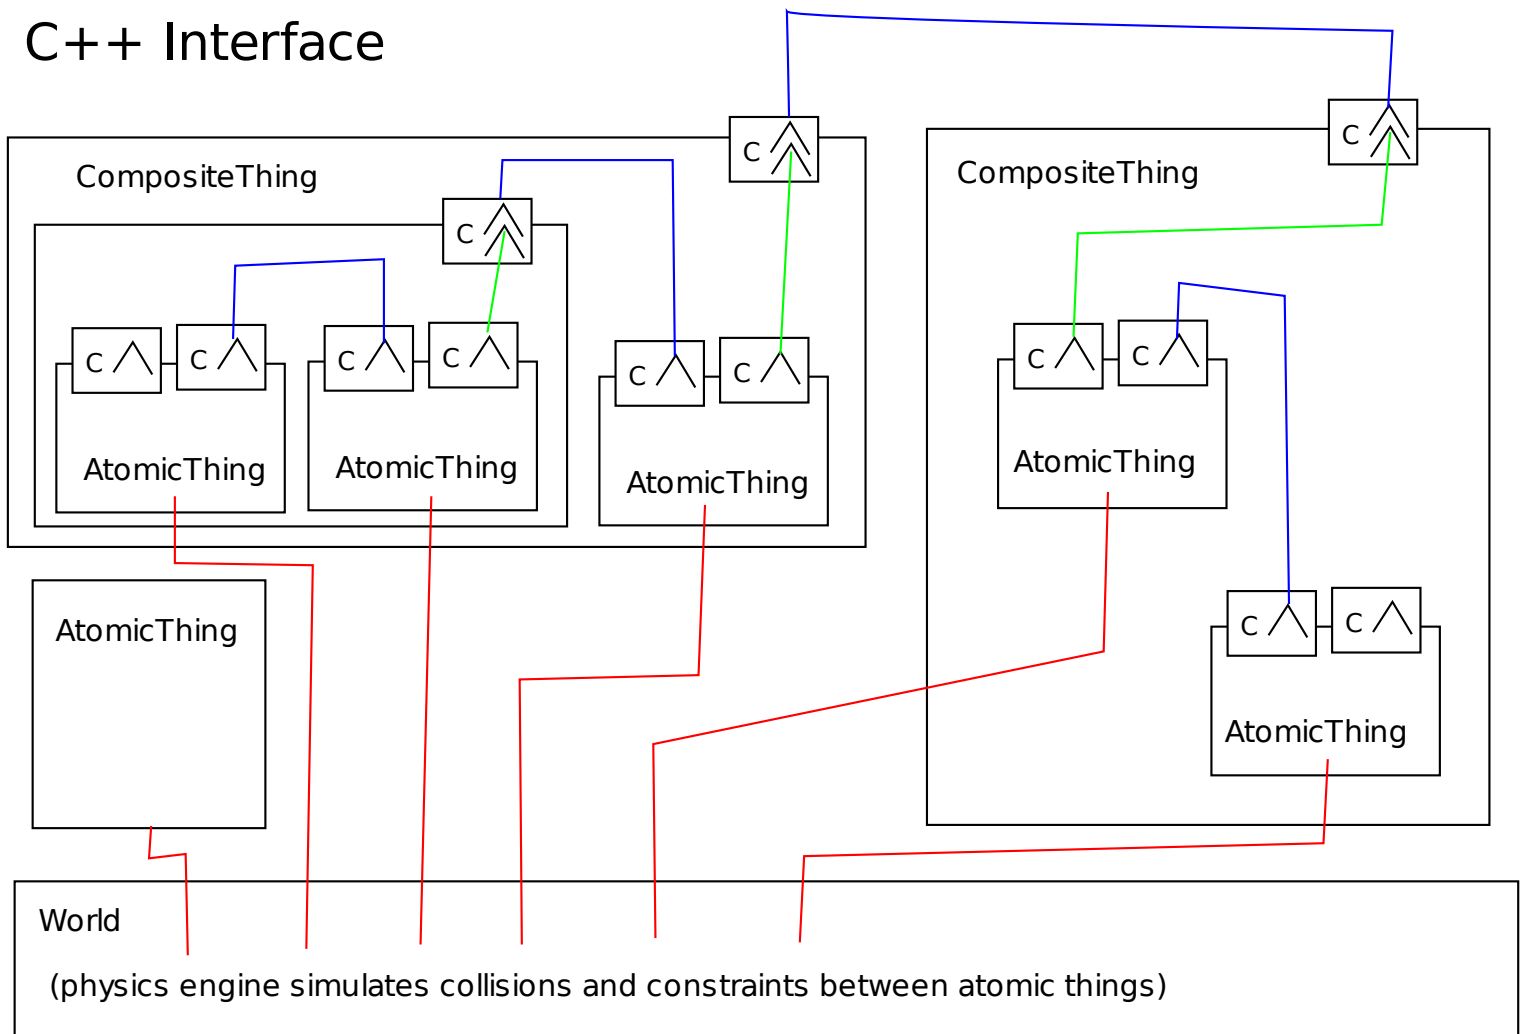 C++ Interface
C
C
CompositeThing
CompositeThing
C
C
C
C
C
C
C
C
C
AtomicThing
AtomicThing
AtomicThing
AtomicThing
AtomicThing
C
C
AtomicThing
World
(physics engine simulates collisions and constraints between atomic things)